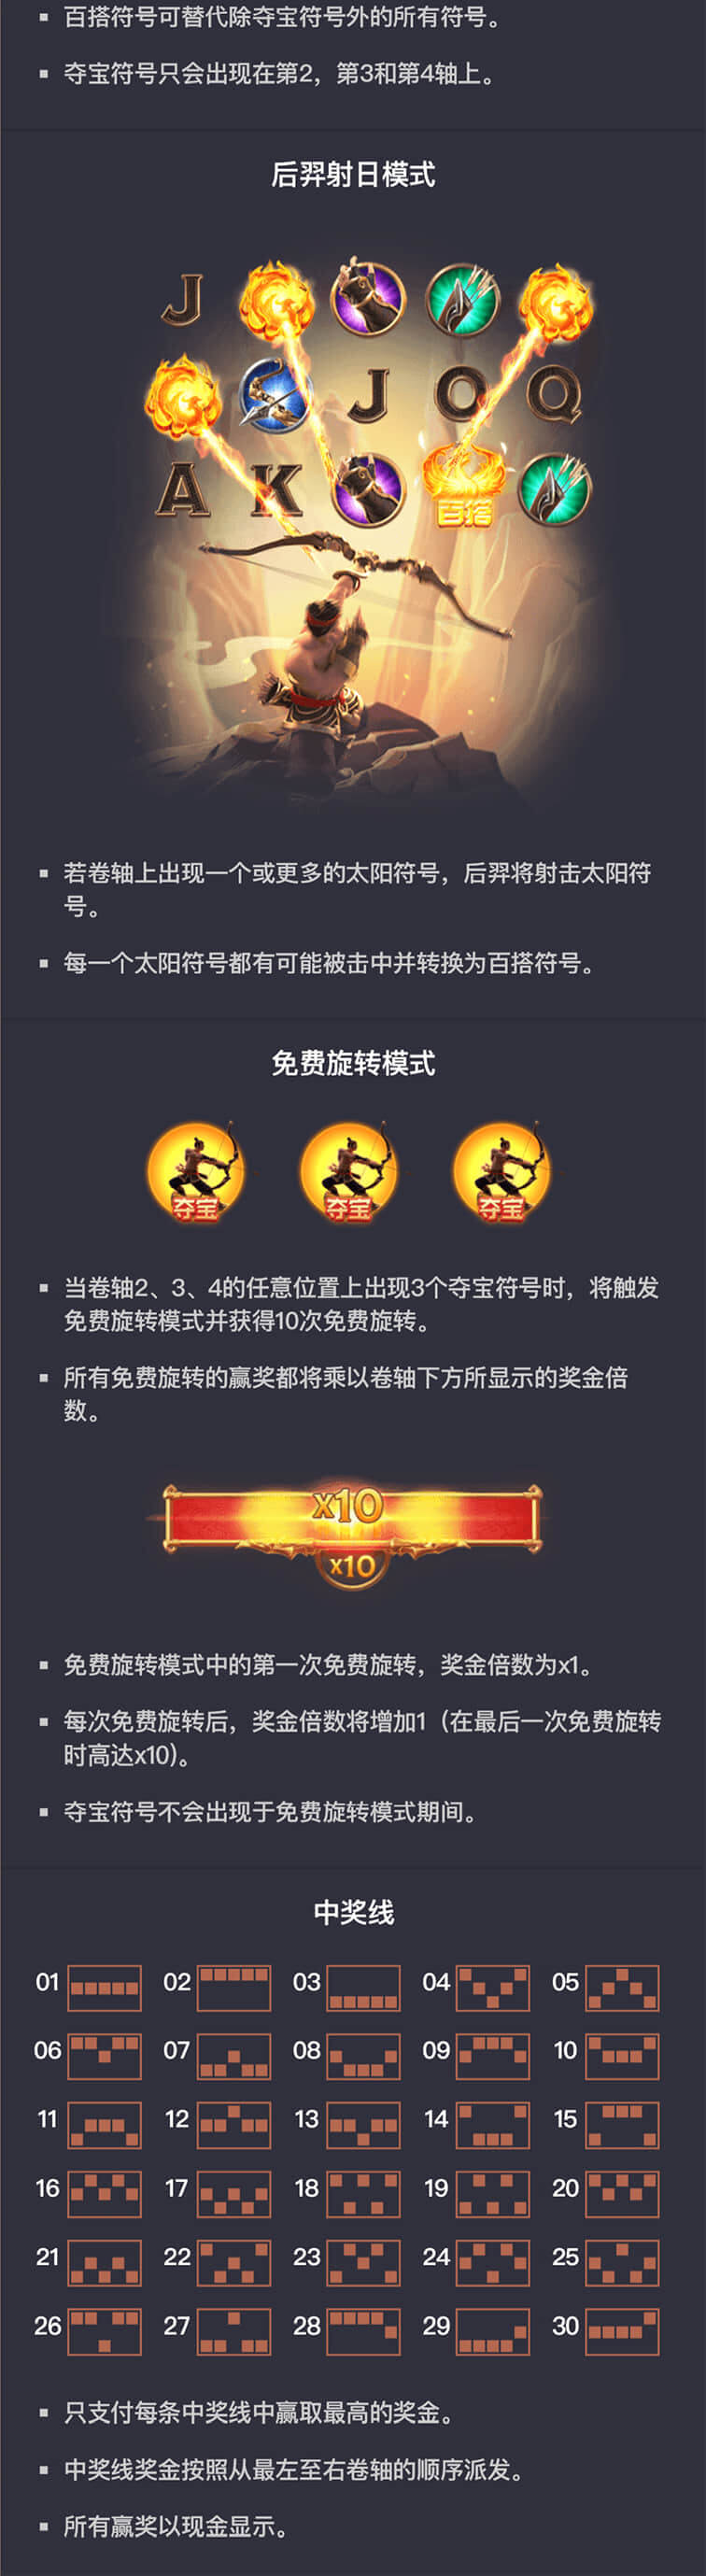 ▪ 百搭符号可替代除夺宝符号外的所有符号。
▪ 夺宝符号只会出现在第2，第3和第4轴上。
后羿射日模式
J
J O Q
A K
百搭
▪ 若卷轴上出现一个或更多的太阳符号，后羿将射击太阳符
号。
▪ 每一个太阳符号都有可能被击中并转换为百搭符号。
免费旋转模式
夺宝 夺宝 夺宝
▪ 当卷轴2、3、4的任意位置上出现3个夺宝符号时，将触发
免费旋转模式并获得10次免费旋转。
▪ 所有免费旋转的赢奖都将乘以卷轴下方所显示的奖金倍
数。
x10
x10
▪ 免费旋转模式中的第一次免费旋转，奖金倍数为x1。
▪ 每次免费旋转后，奖金倍数将增加1（在最后一次免费旋转
时高达x10)。
▪ 夺宝符号不会出现于免费旋转模式期间。
中奖线
01 02 03 04 05
06 07 08 09 10
11 12 13 14 15
16 17 18 19 20
21 22 23 24 25
26 27 28 29 30
▪ 只支付每条中奖线中赢取最高的奖金。
▪ 中奖线奖金按照从最左至右卷轴的顺序派发。
▪ 所有赢奖以现金显示。